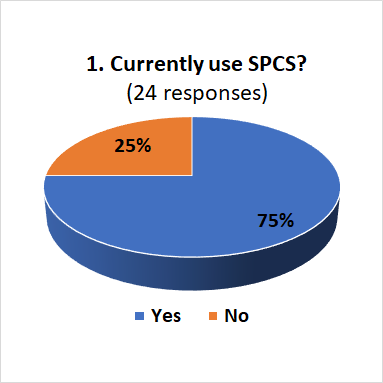 1. Currently use SPCS?
(24 responses)
25%
75%
Yes No